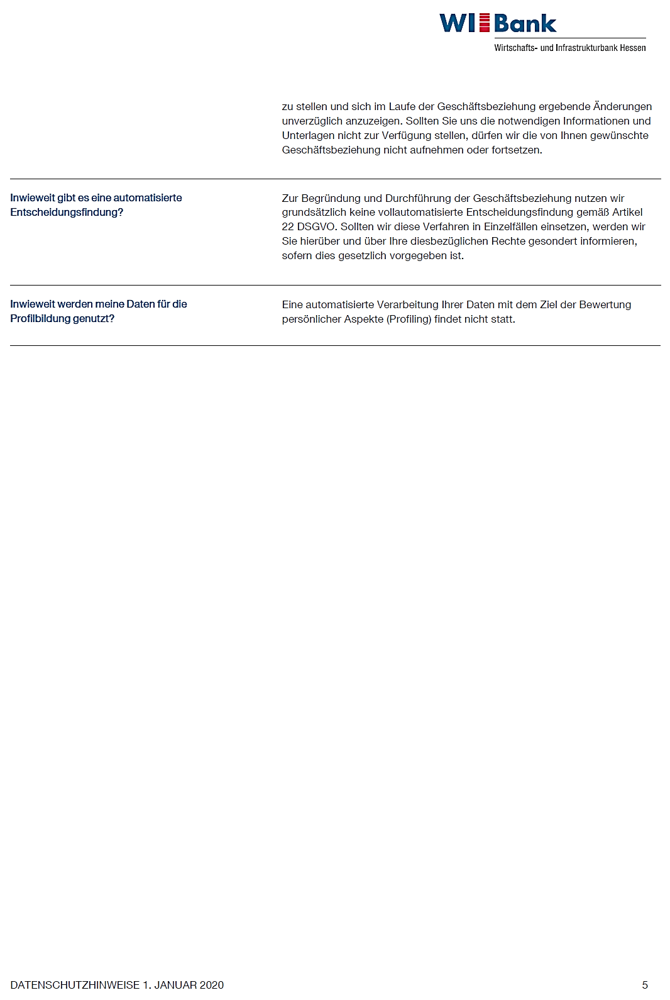 WIBank
Wirtschafts- und Infrastrukturbank Hessen
zu stellen und sich im Laufe der Geschäftsbeziehung ergebende Änderungen
unverzüglich anzuzeigen. Sollten Sie uns die notwendigen Informationen und
Unterlagen nicht zur Verfügung stellen, dürfen wir die von Ihnen gewünschte
Geschäftsbeziehung nicht aufnehmen oder fortsetzen.
Inwieweit gibt es eine automatisierte
Entscheidungsfindung?
Zur Begründung und Durchführung der Geschäftsbeziehung nutzen wir
grundsätzlich keine vollautomatisierte Entscheidungsfindung gemäß Artikel
22 DSGVO. Sollten wir diese Verfahren in Einzelfällen einsetzen, werden wir
Sie hierüber und über Ihre diesbezüglichen Rechte gesondert informieren,
sofern dies gesetzlich vorgegeben ist.
Inwieweit werden meine Daten für die
Profilbildung genutzt?
Eine automatisierte Verarbeitung Ihrer Daten mit dem Ziel der Bewertung
persönlicher Aspekte (Profiling) findet nicht statt.
DATENSCHUTZHINWEISE 1. JANUAR 2020
5